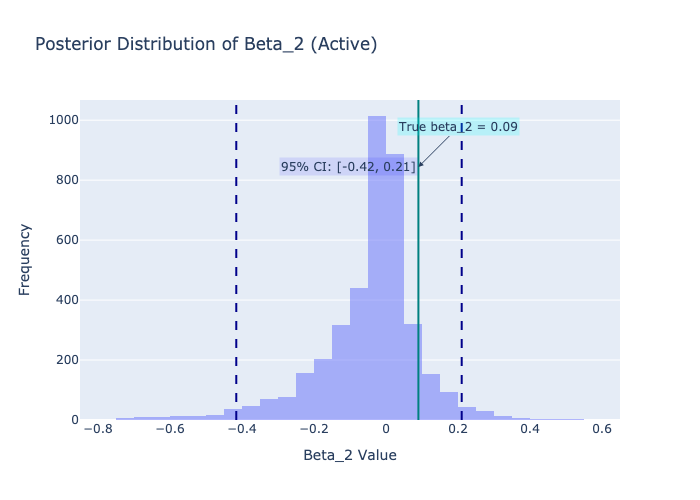 Posterior Distribution of Beta_2 (Active)
1000
800
600
400
200
0
Frequency
True beta_2 = 0.09
95% CI: [-0.42, 0.21]
−0.8
−0.6
−0.4
−0.2
0
0.2
0.4
0.6
Beta_2 Value